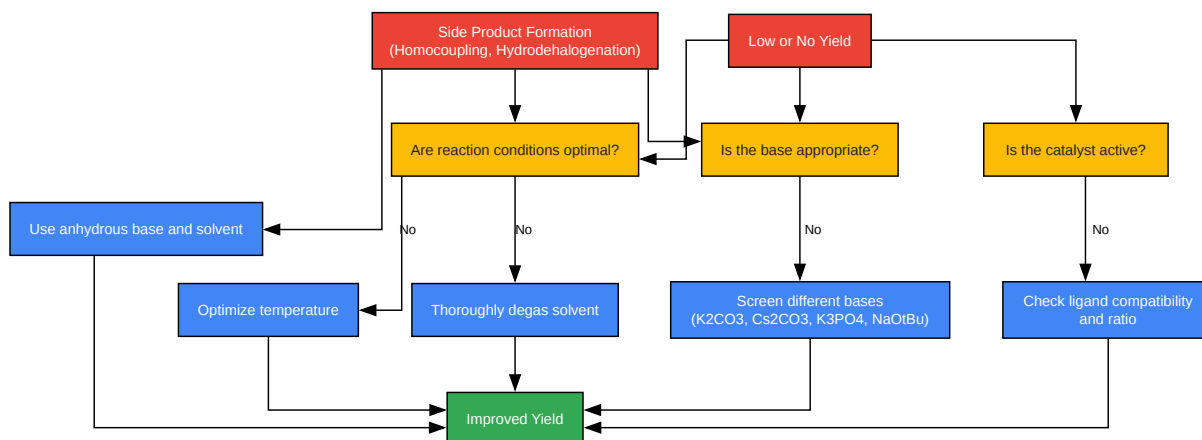 Side Product Formation
(Homocoupling, Hydrodehalogenation)
Low or No Yield
Are reaction conditions optimal?
Is the base appropriate?
Is the catalyst active?
Use anhydrous base and solvent
No
No
No
No
Optimize temperature
Thoroughly degas solvent
Screen different bases
(K2CO3, Cs2CO3, K3PO4, NaOtBu)
Check ligand compatibility
and ratio
Improved Yield